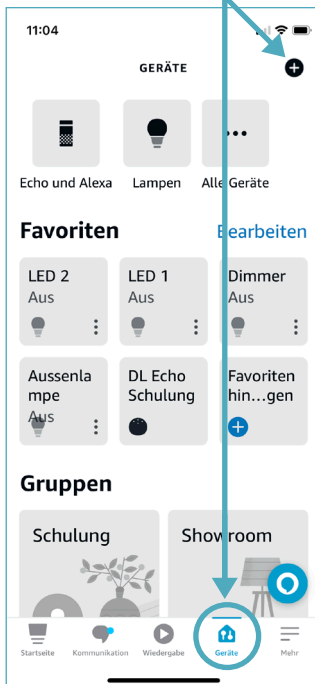 11:04
GERÄTE
Echo und Alexa Lampen Alle Geräte
Favoriten Bearbeiten
LED 2 LED 1 Dimmer
Aus Aus Aus
Aussenla DL Echo Favoriten
mpe Schulung hin...gen
Aus
Gruppen
Schulung Showroom
Startseite Kommunikation Wiedergabe Geräte Mehr